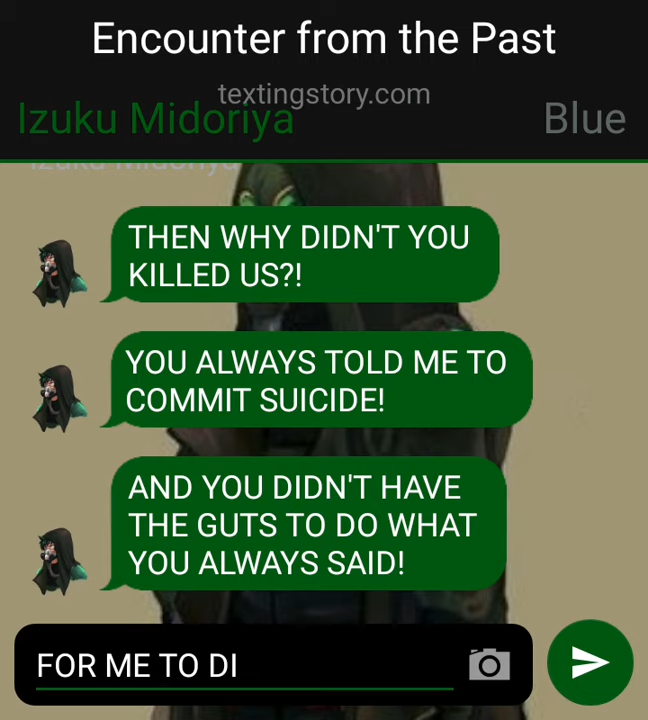 Encounter from the Past
textingstory.com
Izuku Midoriya
Blue
Izuku Midoriya
THEN WHY DIDN'T YOU
KILLED US?!
YOU ALWAYS TOLD ME TO
COMMIT SUICIDE!
AND YOU DIDN'T HAVE
THE GUTS TO DO WHAT
YOU ALWAYS SAID!
FOR ME TO DI